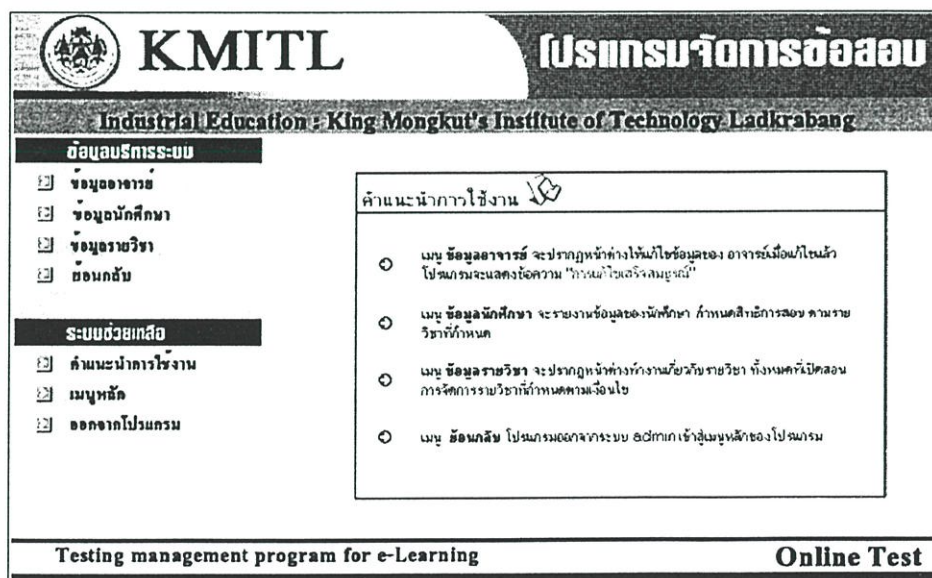 KMITL
โปรแกรมจัดการข้อสอบ
Industrial Education : King Mongkut's Institute of Technology Ladkrabang
ข้อมูลบริการระบบ
ข้อมูลอาจารย์
ข้อมูลนักศึกษา
ข้อมูลรายวิชา
ย้อนกลับ
ระบบช่วยเหลือ
คำแนะนำการใช้งาน
เมนูหลัก
ออกจากโปรแกรม
คำแนะนำการใช้งาน
เมนู ข้อมูลอาจารย์ จะปรากฏหน้าต่างให้แก้ไขข้อมูลของ อาจารย์เมื่อแก้ไขแล้ว
โปรแกรมจะแสดงข้อความ "การแก้ไขเสร็จสมบูรณ์"
เมนู ข้อมูลนักศึกษา จะรายงานข้อมูลของนักศึกษา กำหนดสิทธิการสอบ ตามราย
วิชาที่กำหนด
เมนู ข้อมูลรายวิชา จะปรากฏหน้าต่างทำงานเกี่ยวกับรายวิชา ทั้งหมดที่เปิดสอน
การจัดการรายวิชาที่กำหนดตามเงื่อนไข
เมนู ย้อนกลับ โปรแกรมออกจากระบบ admin เข้าสู่เมนูหลักของโปรแกรม
Testing management program for e-Learning
Online Test